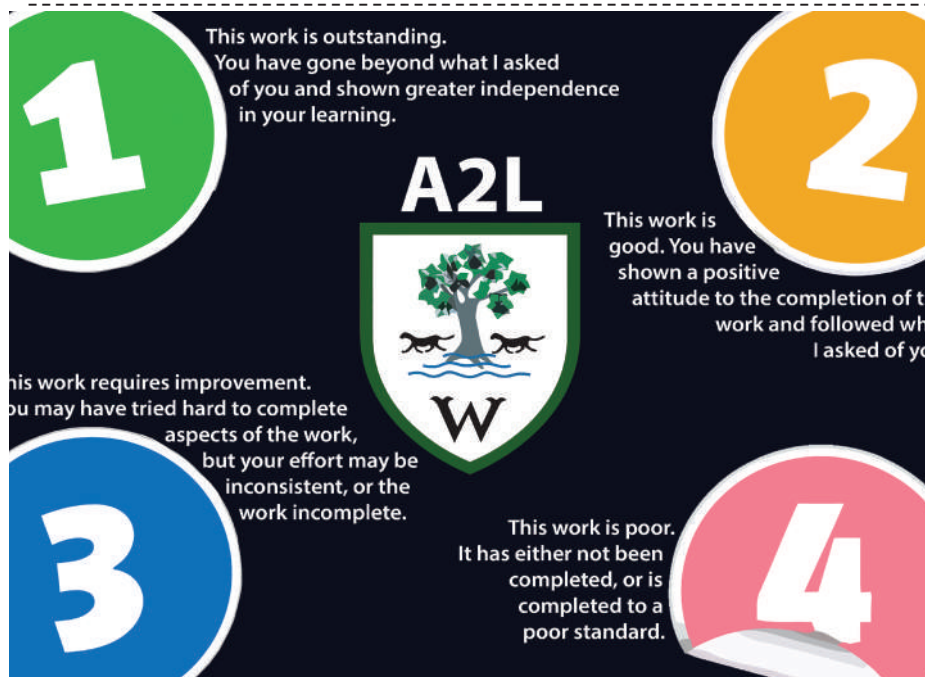 1
This work is outstanding.
You have gone beyond what I asked
of you and shown greater independence
in your learning.
2
A2L
This work is
good. You have
shown a positive
attitude to the completion of t
work and followed wh
I asked of yo
W
his work requires improvement.
ou may have tried hard to complete
aspects of the work,
but your effort may be
inconsistent, or the
work incomplete.
3
This work is poor.
It has either not been
completed, or is
completed to a
poor standard.
4